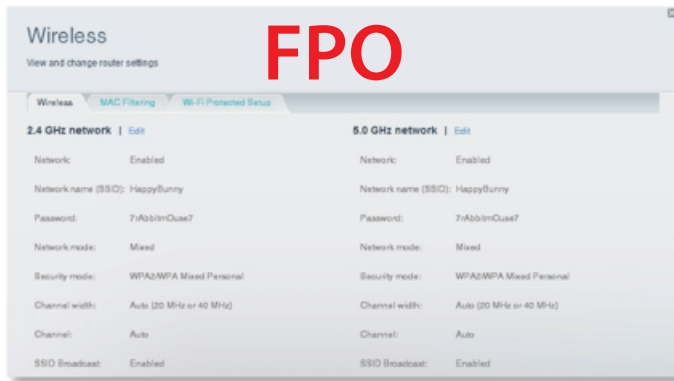 Wireless
FPO
View and change router settings
Wireless MAC Filtering Wi-Fi Protected Setup
2.4 GHz network | Edit 5.0 GHz network | Edit
Network: Enabled Network: Enabled
Network name (SSID): HappyBunny Network name (SSID): HappyBunny
Password: 7rAbbitmOuse7 Password: 7rAbbitmOuse7
Network mode: Mixed Network mode: Mixed
Security mode: WPA2/WPA Mixed Personal Security mode: WPA2/WPA Mixed Personal
Channel width: Auto (20 MHz or 40 MHz) Channel width: Auto (20 MHz or 40 MHz)
Channel: Auto Channel: Auto
SSID Broadcast: Enabled SSID Broadcast: Enabled